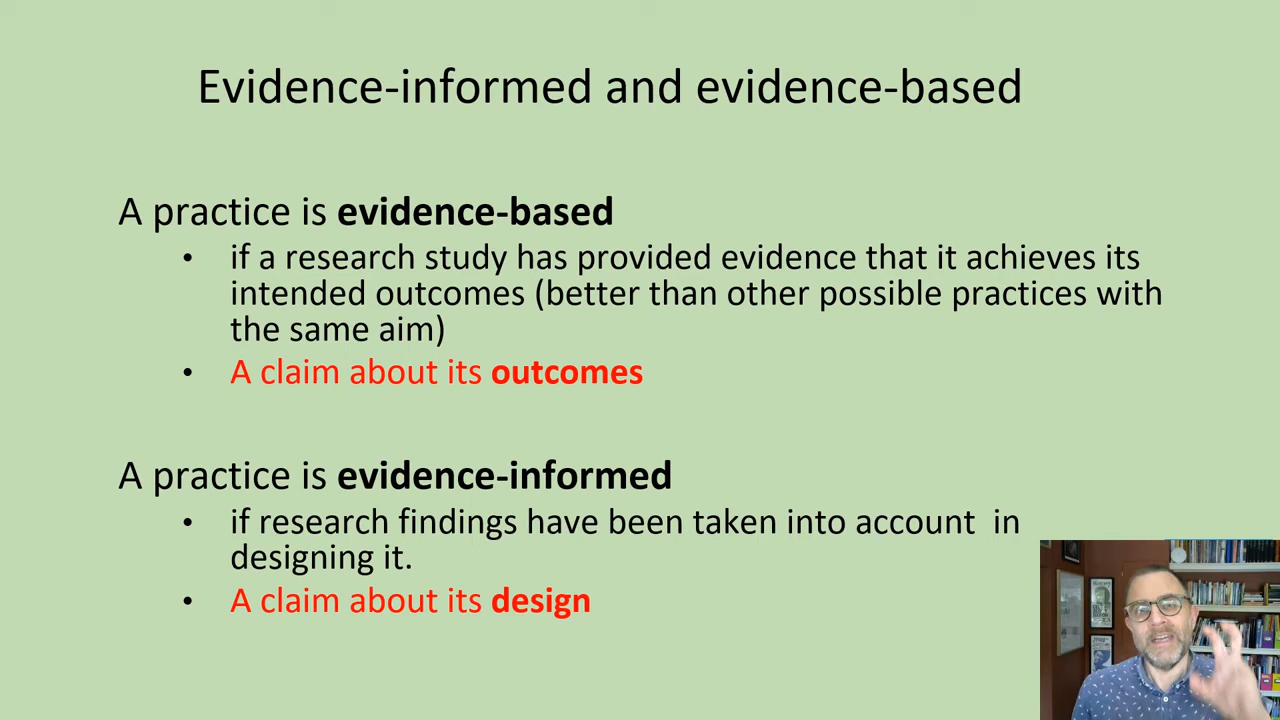 Evidence-informed and evidence-based
A practice is evidence-based
• if a research study has provided evidence that it achieves its
intended outcomes (better than other possible practices with
the same aim)
• A claim about its outcomes
A practice is evidence-informed
• if research findings have been taken into account  in
designing it.
• A claim about its design